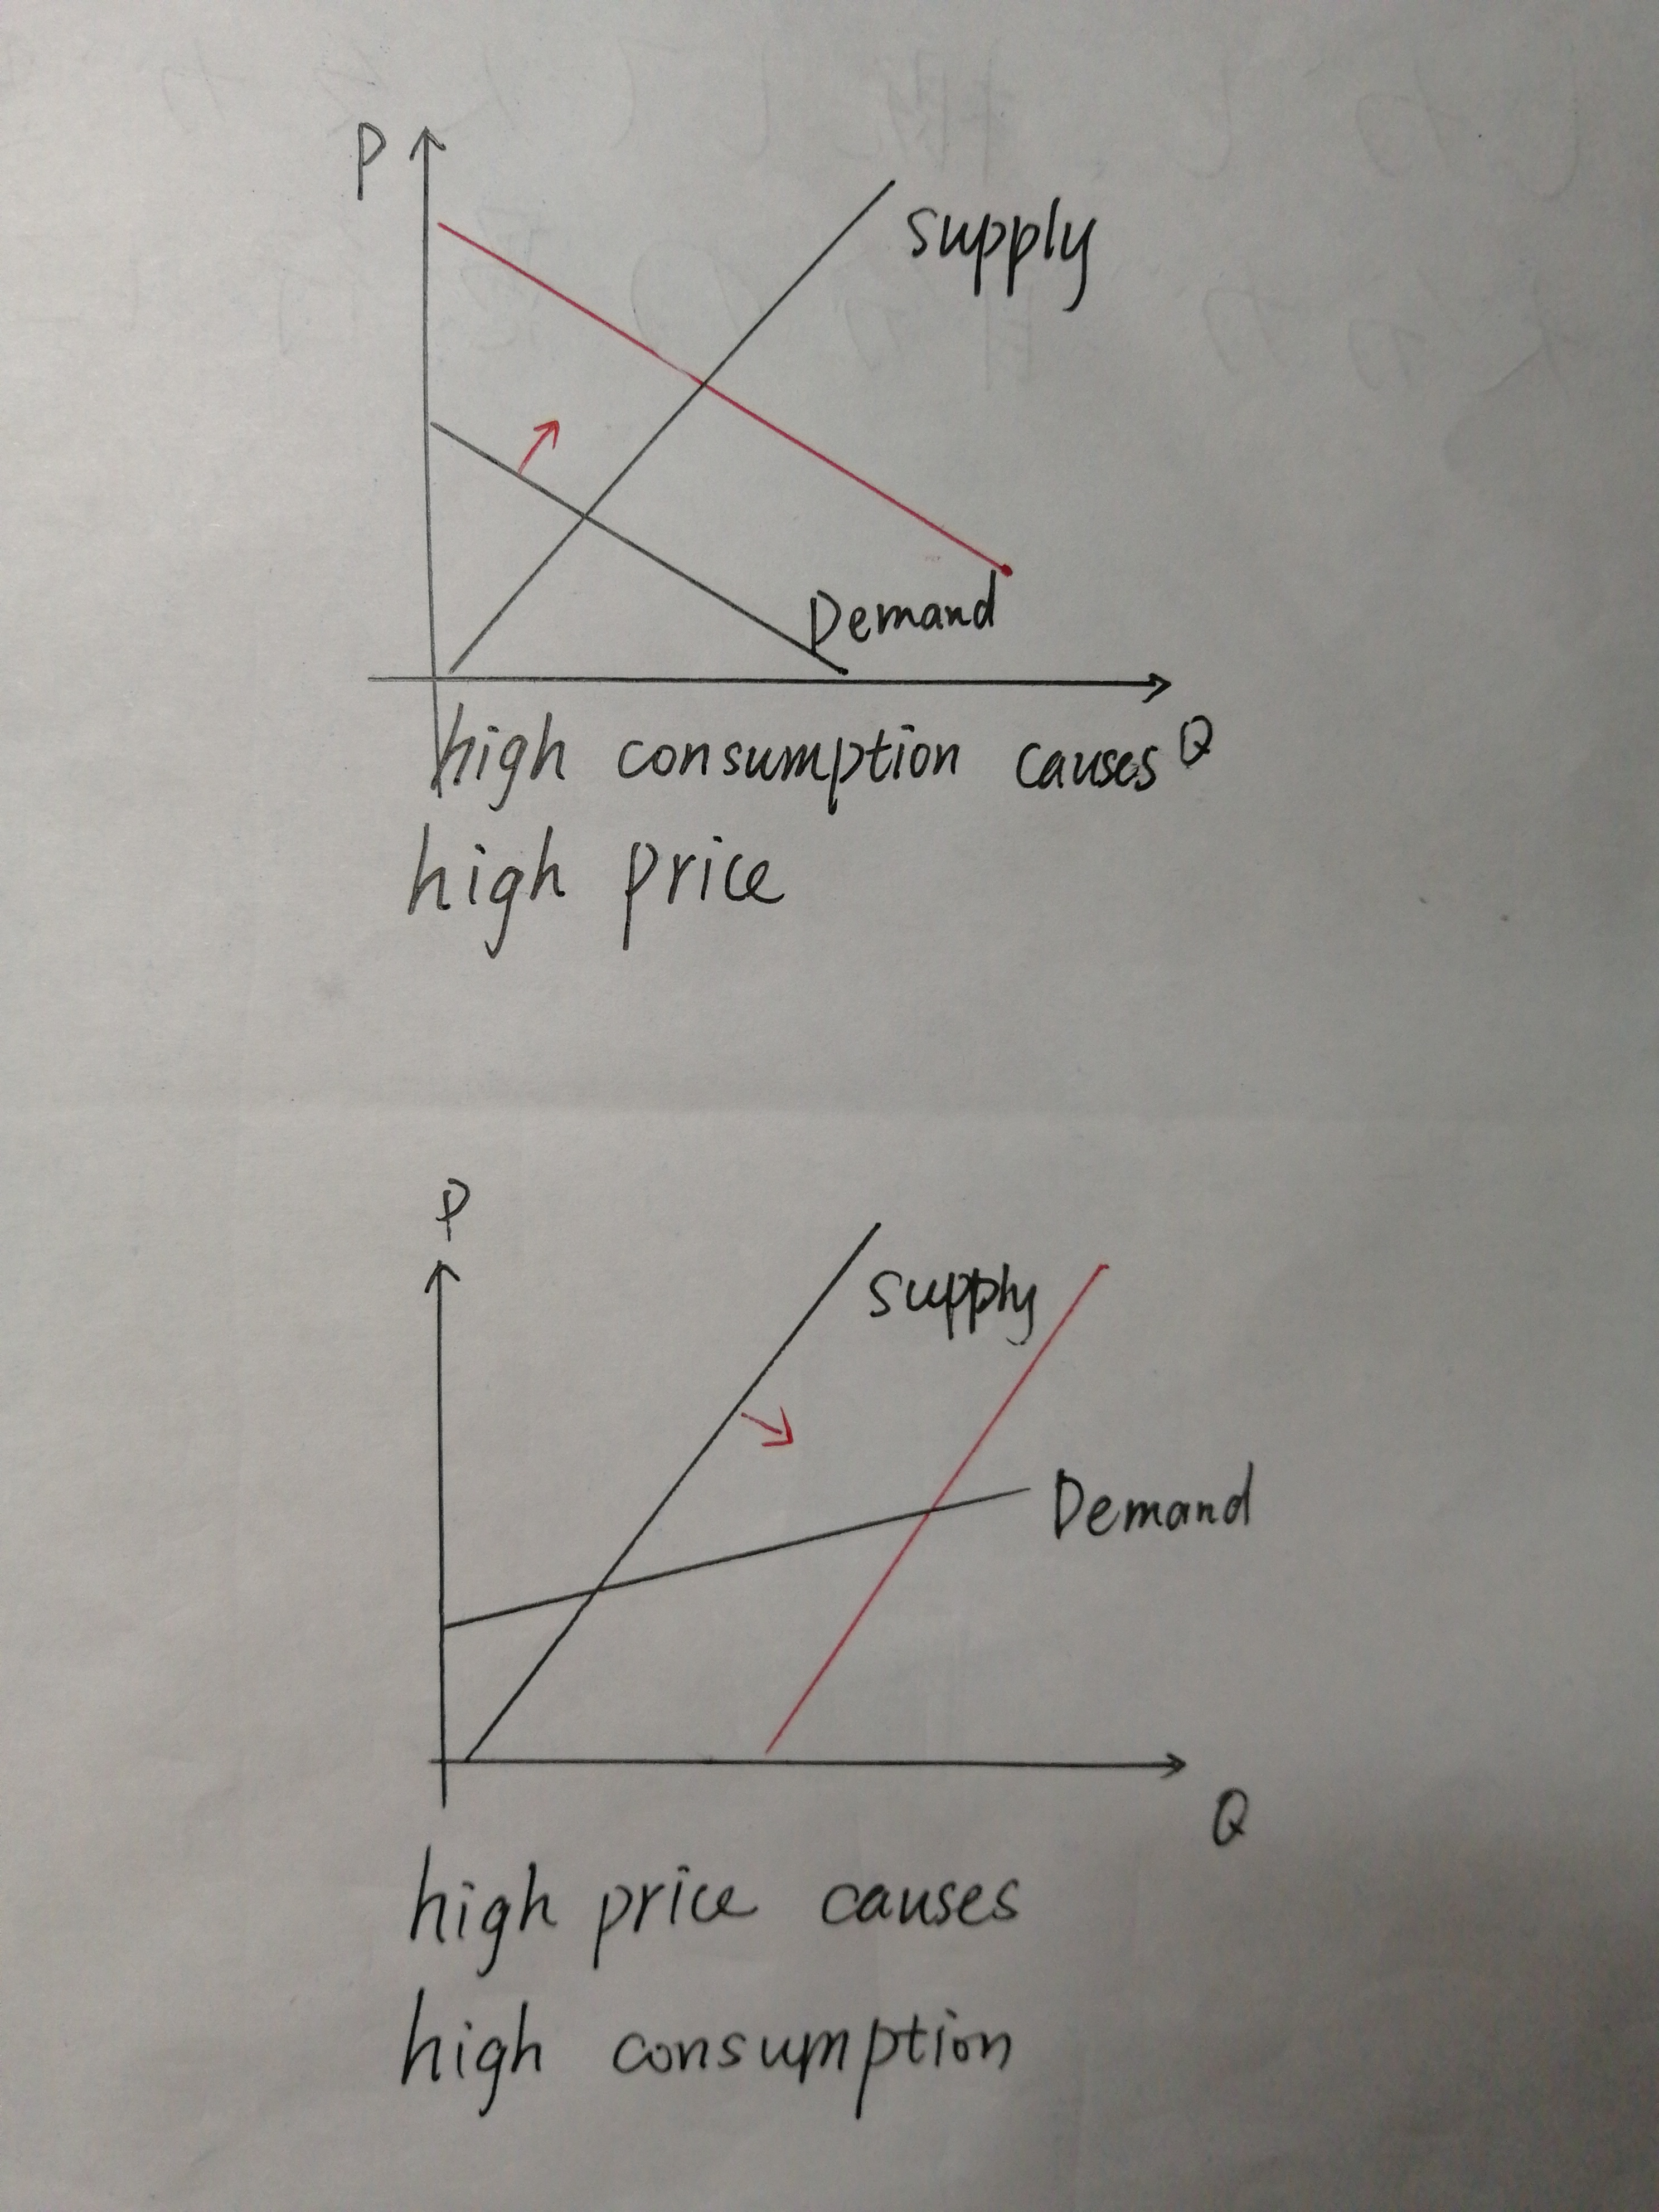 P
supply
Demand
Q
high consumption causes
high price
P
supply
Demand
Q
high price causes
high consumption